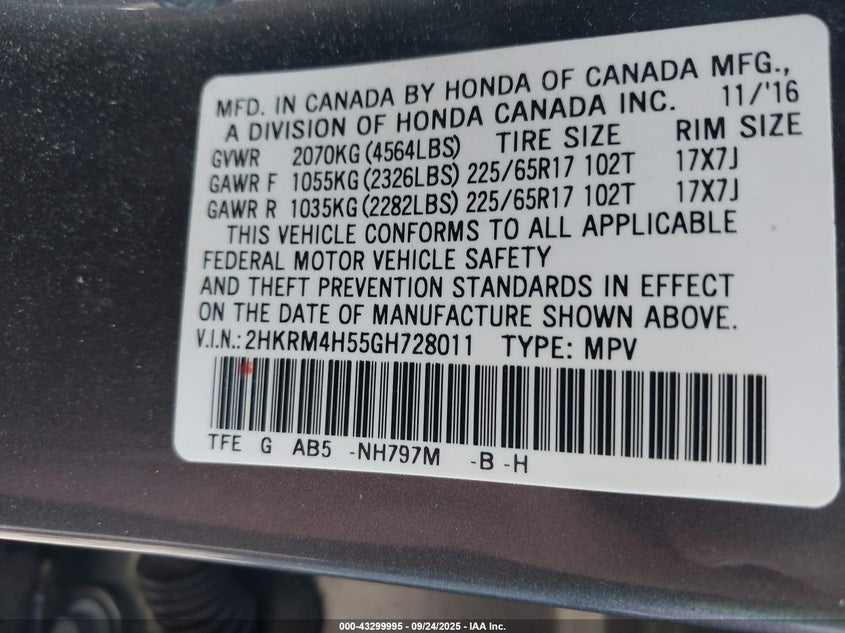 MFD. IN CANADA BY HONDA OF CANADA MFG.,
A DIVISION OF HONDA CANADA INC. 11/'16
GVWR 2070KG (4564LBS) TIRE SIZE RIM SIZE
GAWR F 1055KG (2326LBS) 225/65R17 102T 17X7J
GAWR R 1035KG (2282LBS) 225/65R17 102T 17X7J
THIS VEHICLE CONFORMS TO ALL APPLICABLE
FEDERAL MOTOR VEHICLE SAFETY
AND THEFT PREVENTION STANDARDS IN EFFECT
ON THE DATE OF MANUFACTURE SHOWN ABOVE.
V.I.N.: 2HKRM4H55GH728011 TYPE: MPV
TFE G AB5 -NH797M -B -H
000-43299995 - 09/24/2025 - IAA Inc.